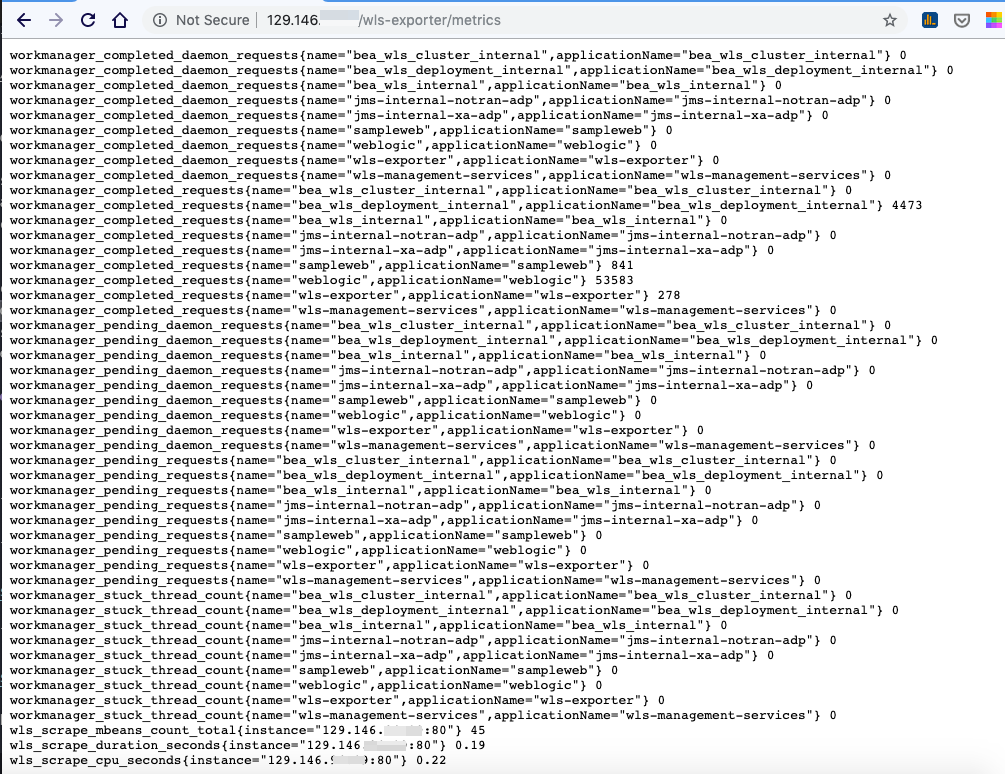 Not Secure 129.146. /wls-exporter/metrics
workmanager_completed_daemon_requests{name="bea_wls_cluster_internal",applicationName="bea_wls_cluster_internal"} 0
workmanager_completed_daemon_requests{name="bea_wls_deployment_internal",applicationName="bea_wls_deployment_internal"} 0
workmanager_completed_daemon_requests{name="bea_wls_internal",applicationName="bea_wls_internal"} 0
workmanager_completed_daemon_requests{name="jms-internal-notran-adp",applicationName="jms-internal-notran-adp"} 0
workmanager_completed_daemon_requests{name="jms-internal-xa-adp",applicationName="jms-internal-xa-adp"} 0
workmanager_completed_daemon_requests{name="sampleweb",applicationName="sampleweb"} 0
workmanager_completed_daemon_requests{name="weblogic",applicationName="weblogic"} 0
workmanager_completed_daemon_requests{name="wls-exporter",applicationName="wls-exporter"} 0
workmanager_completed_daemon_requests{name="wls-management-services",applicationName="wls-management-services"} 0
workmanager_completed_requests{name="bea_wls_cluster_internal",applicationName="bea_wls_cluster_internal"} 0
workmanager_completed_requests{name="bea_wls_deployment_internal",applicationName="bea_wls_deployment_internal"} 4473
workmanager_completed_requests{name="bea_wls_internal",applicationName="bea_wls_internal"} 0
workmanager_completed_requests{name="jms-internal-notran-adp",applicationName="jms-internal-notran-adp"} 0
workmanager_completed_requests{name="jms-internal-xa-adp",applicationName="jms-internal-xa-adp"} 0
workmanager_completed_requests{name="sampleweb",applicationName="sampleweb"} 841
workmanager_completed_requests{name="weblogic",applicationName="weblogic"} 53583
workmanager_completed_requests{name="wls-exporter",applicationName="wls-exporter"} 278
workmanager_completed_requests{name="wls-management-services",applicationName="wls-management-services"} 0
workmanager_pending_daemon_requests{name="bea_wls_cluster_internal",applicationName="bea_wls_cluster_internal"} 0
workmanager_pending_daemon_requests{name="bea_wls_deployment_internal",applicationName="bea_wls_deployment_internal"} 0
workmanager_pending_daemon_requests{name="bea_wls_internal",applicationName="bea_wls_internal"} 0
workmanager_pending_daemon_requests{name="jms-internal-notran-adp",applicationName="jms-internal-notran-adp"} 0
workmanager_pending_daemon_requests{name="jms-internal-xa-adp",applicationName="jms-internal-xa-adp"} 0
workmanager_pending_daemon_requests{name="sampleweb",applicationName="sampleweb"} 0
workmanager_pending_daemon_requests{name="weblogic",applicationName="weblogic"} 0
workmanager_pending_daemon_requests{name="wls-exporter",applicationName="wls-exporter"} 0
workmanager_pending_daemon_requests{name="wls-management-services",applicationName="wls-management-services"} 0
workmanager_pending_requests{name="bea_wls_cluster_internal",applicationName="bea_wls_cluster_internal"} 0
workmanager_pending_requests{name="bea_wls_deployment_internal",applicationName="bea_wls_deployment_internal"} 0
workmanager_pending_requests{name="bea_wls_internal",applicationName="bea_wls_internal"} 0
workmanager_pending_requests{name="jms-internal-notran-adp",applicationName="jms-internal-notran-adp"} 0
workmanager_pending_requests{name="jms-internal-xa-adp",applicationName="jms-internal-xa-adp"} 0
workmanager_pending_requests{name="sampleweb",applicationName="sampleweb"} 0
workmanager_pending_requests{name="weblogic",applicationName="weblogic"} 0
workmanager_pending_requests{name="wls-exporter",applicationName="wls-exporter"} 0
workmanager_pending_requests{name="wls-management-services",applicationName="wls-management-services"} 0
workmanager_stuck_thread_count{name="bea_wls_cluster_internal",applicationName="bea_wls_cluster_internal"} 0
workmanager_stuck_thread_count{name="bea_wls_deployment_internal",applicationName="bea_wls_deployment_internal"} 0
workmanager_stuck_thread_count{name="bea_wls_internal",applicationName="bea_wls_internal"} 0
workmanager_stuck_thread_count{name="jms-internal-notran-adp",applicationName="jms-internal-notran-adp"} 0
workmanager_stuck_thread_count{name="jms-internal-xa-adp",applicationName="jms-internal-xa-adp"} 0
workmanager_stuck_thread_count{name="sampleweb",applicationName="sampleweb"} 0
workmanager_stuck_thread_count{name="weblogic",applicationName="weblogic"} 0
workmanager_stuck_thread_count{name="wls-exporter",applicationName="wls-exporter"} 0
workmanager_stuck_thread_count{name="wls-management-services",applicationName="wls-management-services"} 0
wls_scrape_mbeans_count_total{instance="129.146. :80"} 45
wls_scrape_duration_seconds{instance="129.146. :80"} 0.19
wls_scrape_cpu_seconds{instance="129.146. :80"} 0.22